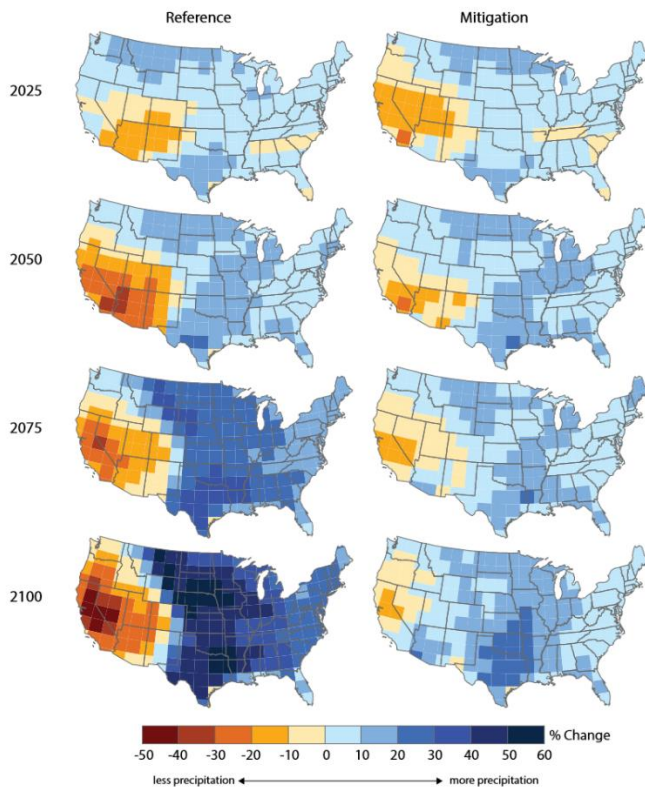 Reference Mitigation
2025
2050
2075
2100
% Change
-50 -40 -30 -20 -10 0 10 20 30 40 50 60
less precipitation more precipitation